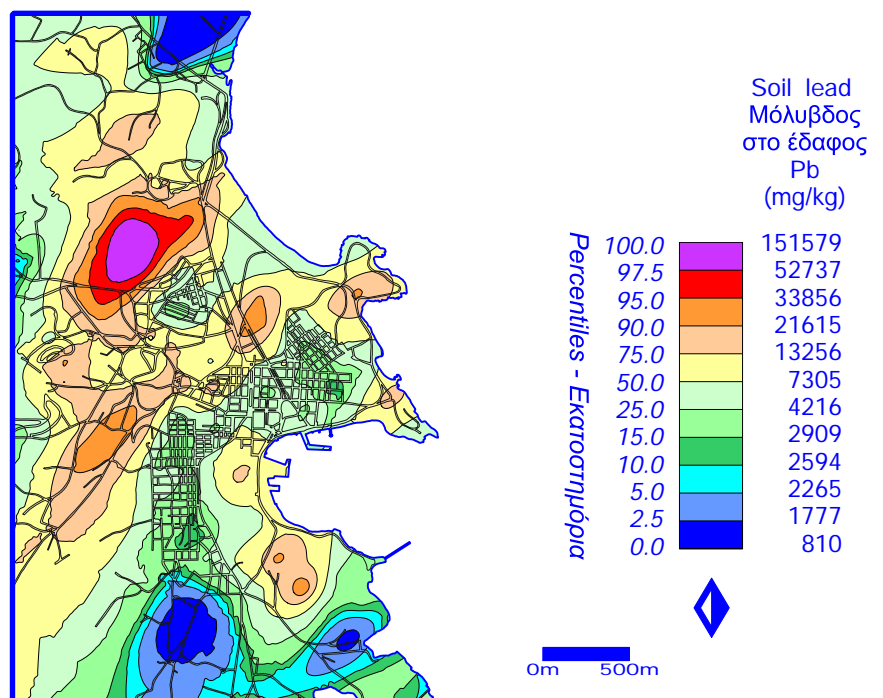 Soil lead
Μόλυβδος
στο έδαφος
Pb
(mg/kg)
Percentiles - Εκατοστημόρια
100.0 151579
97.5 52737
95.0 33856
90.0 21615
75.0 13256
50.0 7305
25.0 4216
15.0 2909
10.0 2594
5.0 2265
2.5 1777
0.0 810
0m 500m